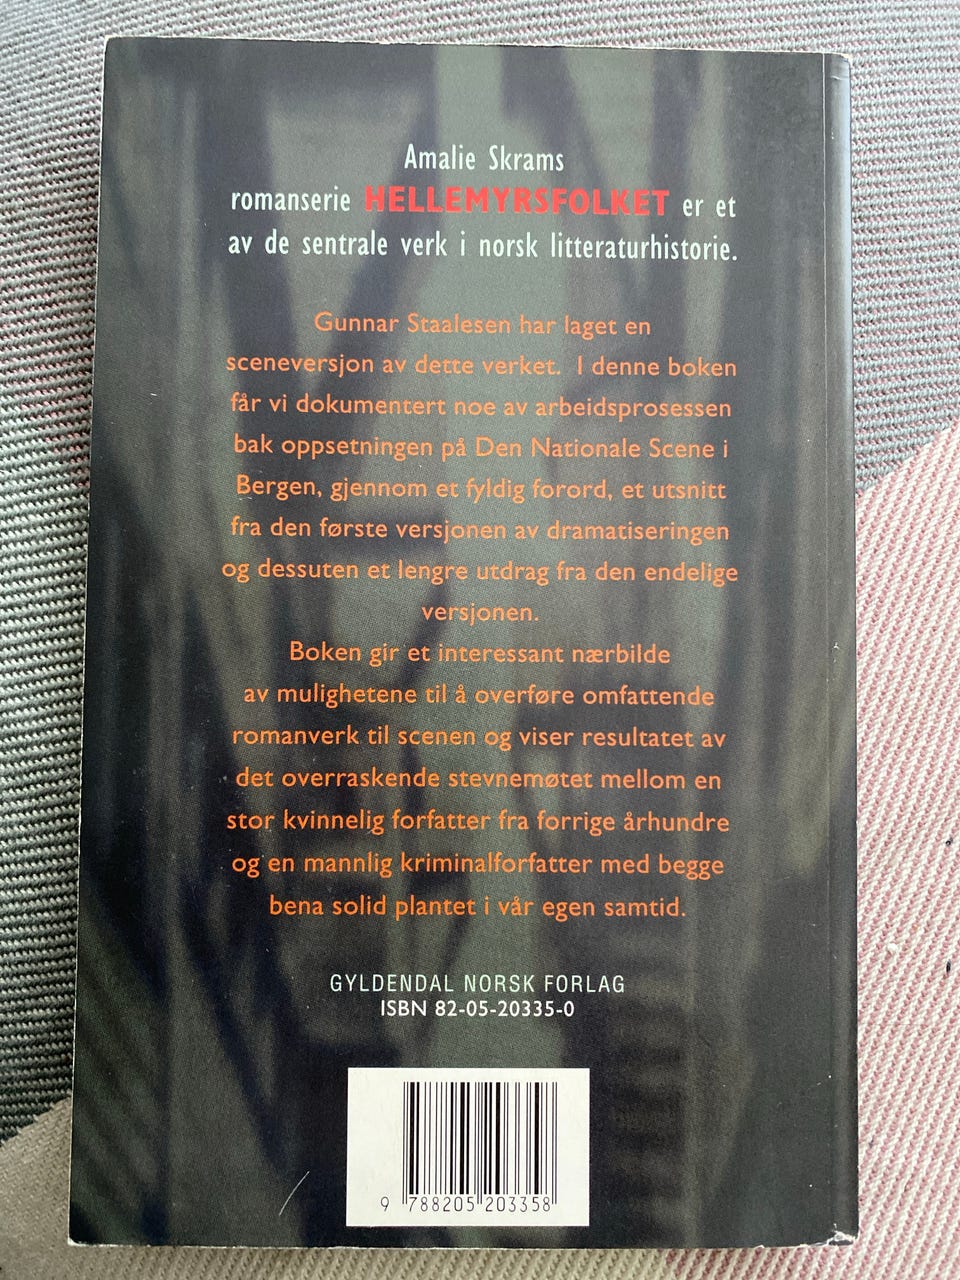 Amalie Skrams
romanserie HELLEMYRSFOLKET er et
av de sentrale verk i norsk litteraturhistorie.
Gunnar Staalesen har laget en
sceneversjon av dette verket. I denne boken
får vi dokumentert noe av arbeidsprosessen
bak oppsetningen på Den Nationale Scene i
Bergen, gjennom et fyldig forord, et utsnitt
fra den første versjonen av dramatiseringen
og dessuten et lengre utdrag fra den endelige
versjonen.
Boken gir et interessant nærbilde
av mulighetene til å overføre omfattende
romanverk til scenen og viser resultatet av
det overraskende stevnemøtet mellom en
stor kvinnelig forfatter fra forrige århundre
og en mannlig kriminalforfatter med begge
bena solid plantet i vår egen samtid.
GYLDENDAL NORSK FORLAG
ISBN 82-05-20335-0
9 788205 203358